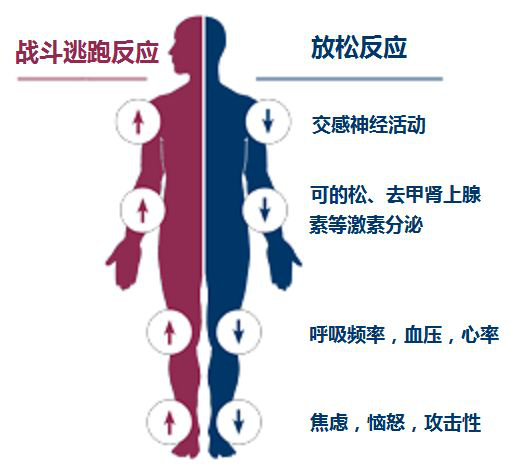 战斗逃跑反应
放松反应
交感神经活动
可的松、去甲肾上腺
素等激素分泌
呼吸频率，血压，心率
焦虑，恼怒，攻击性